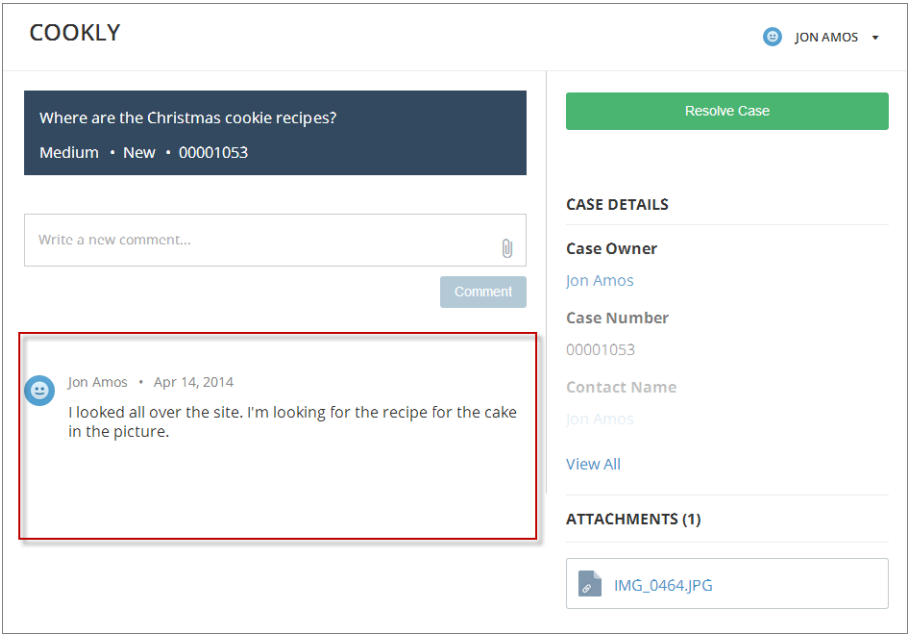 COOKLY
JON AMOS
Where are the Christmas cookie recipes?
Medium • New • 00001053
Write a new comment...
Comment
Jon Amos • Apr 14, 2014
I looked all over the site. I'm looking for the recipe for the cake
in the picture.
Resolve Case
CASE DETAILS
Case Owner
Jon Amos
Case Number
00001053
Contact Name
Jon Amos
View All
ATTACHMENTS (1)
IMG_0464.JPG